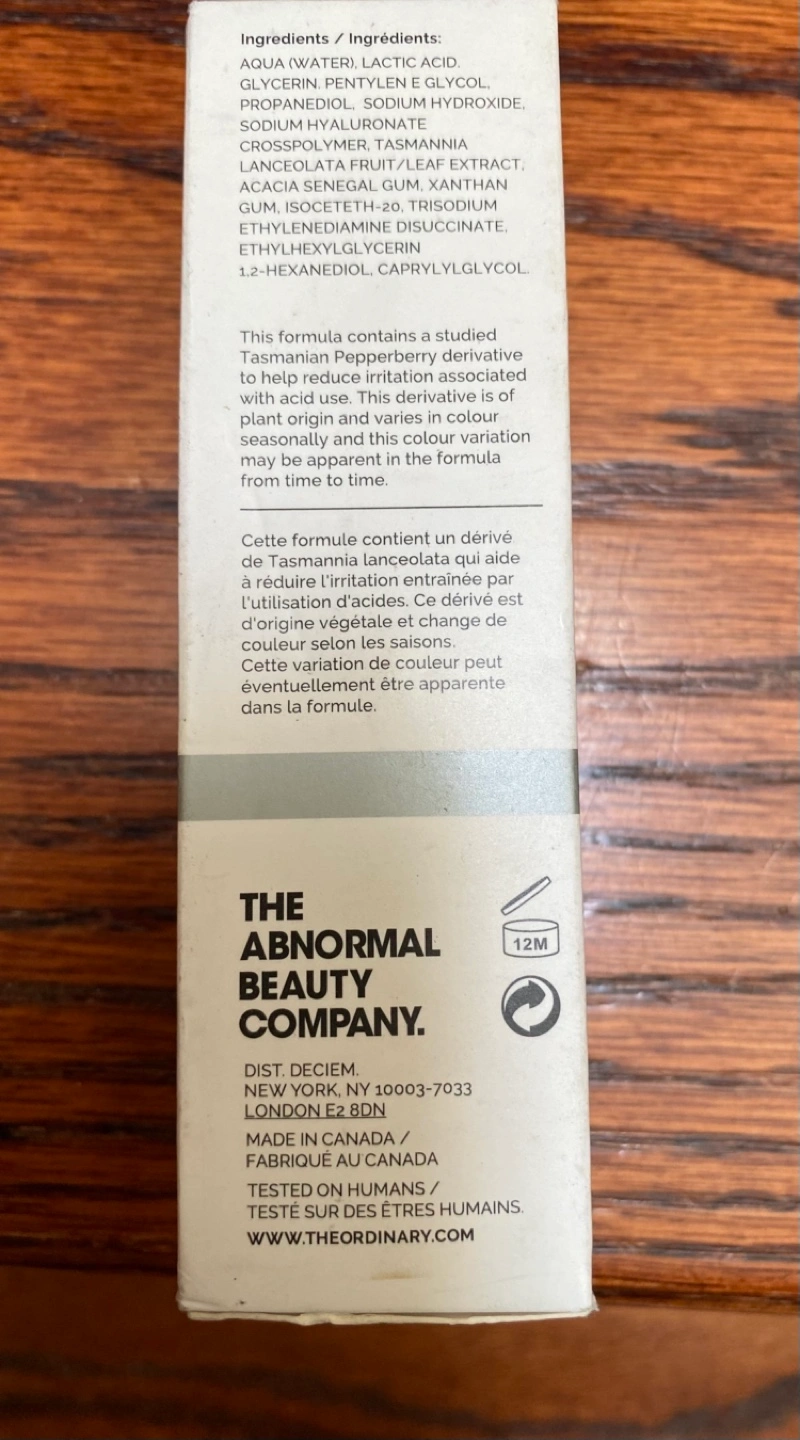 Ingredients / Ingrédients:
AQUA (WATER), LACTIC ACID.
GLYCERIN. PENTYLEN E GLYCOL,
PROPANEDIOL, SODIUM HYDROXIDE,
SODIUM HYALURONATE
CROSSPOLYMER, TASMANNIA
LANCEOLATA FRUIT/LEAF EXTRACT,
ACACIA SENEGAL GUM, XANTHAN
GUM, ISOCETETH-20, TRISODIUM
ETHYLENEDIAMINE DISUCCINATE,
ETHYLHEXYLGLYCERIN
1,2-HEXANEDIOL, CAPRYLYLGLYCOL.
This formula contains a studied
Tasmanian Pepperberry derivative
to help reduce irritation associated
with acid use. This derivative is of
plant origin and varies in colour
seasonally and this colour variation
may be apparent in the formula
from time to time.
Cette formule contient un dérivé
de Tasmannia lanceolata qui aide
à réduire l'irritation entraînée par
l'utilisation d'acides. Ce dérivé est
d'origine végétale et change de
couleur selon les saisons.
Cette variation de couleur peut
éventuellement être apparente
dans la formule.
THE
ABNORMAL
BEAUTY
COMPANY.
12M
DIST. DECIEM.
NEW YORK, NY 10003-7033
LONDON E2 8DN
MADE IN CANADA /
FABRIQUÉ AU CANADA
TESTED ON HUMANS /
TESTÉ SUR DES ÊTRES HUMAINS.
WWW.THEORDINARY.COM